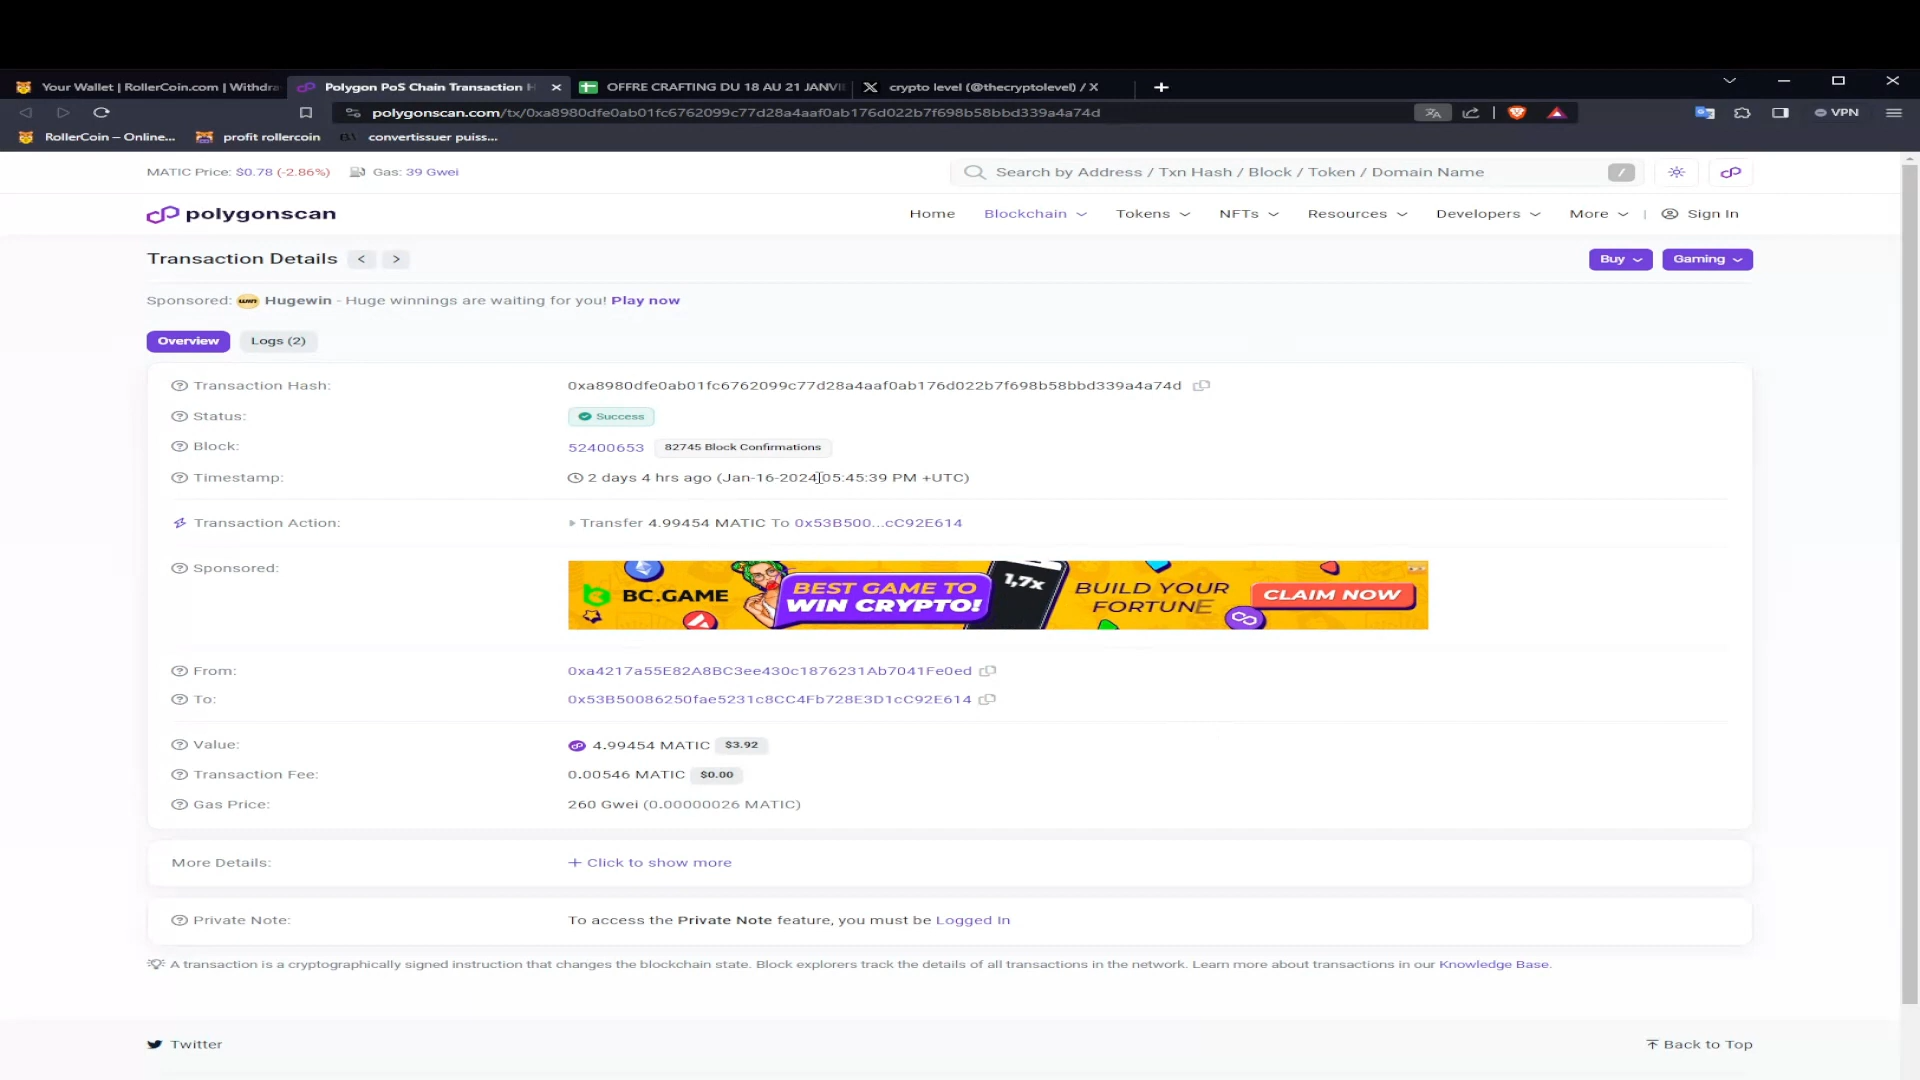 Your Wallet | RollerCoin.com | Withdra
Polygon PoS Chain Transaction H
OFFRE CRAFTING DU 18 AU 21 JANVI
crypto level (@thecryptolevel) / X
polygonscan.com/tx/0xa8980dfe0ab01fc6762099c77d28a4aaf0ab176d022b7f698b58bbd339a4a74d
VPN
RollerCoin – Online...
profit rollercoin
convertissuer puiss...
MATIC Price: $0.78 (-2.86%)
Gas: 39 Gwei
Search by Address / Txn Hash / Block / Token / Domain Name
/
polygonscan
Home
Blockchain
Tokens
NFTs
Resources
Developers
More
|
Sign In
Transaction Details
<
>
Buy
Gaming
Sponsored:
Hugewin - Huge winnings are waiting for you! Play now
Overview
Logs (2)
Transaction Hash:
0xa8980dfe0ab01fc6762099c77d28a4aaf0ab176d022b7f698b58bbd339a4a74d
Status:
Success
Block:
52400653
82745 Block Confirmations
Timestamp:
2 days 4 hrs ago (Jan-16-2024 05:45:39 PM +UTC)
Transaction Action:
Transfer 4.99454 MATIC To 0x53B500...cC92E614
Sponsored:
BC.GAME
BEST GAME TO
WIN CRYPTO!
1,7x
BUILD YOUR
FORTUNE
CLAIM NOW
From:
0xa4217a55E82A8BC3ee430c1876231Ab7041Fe0ed
To:
0x53B50086250fae5231c8CC4Fb728E3D1cC92E614
Value:
4.99454 MATIC
$3.92
Transaction Fee:
0.00546 MATIC
$0.00
Gas Price:
260 Gwei (0.00000026 MATIC)
More Details:
+ Click to show more
Private Note:
To access the Private Note feature, you must be Logged In
A transaction is a cryptographically signed instruction that changes the blockchain state. Block explorers track the details of all transactions in the network. Learn more about transactions in our Knowledge Base.
Twitter
Back to Top